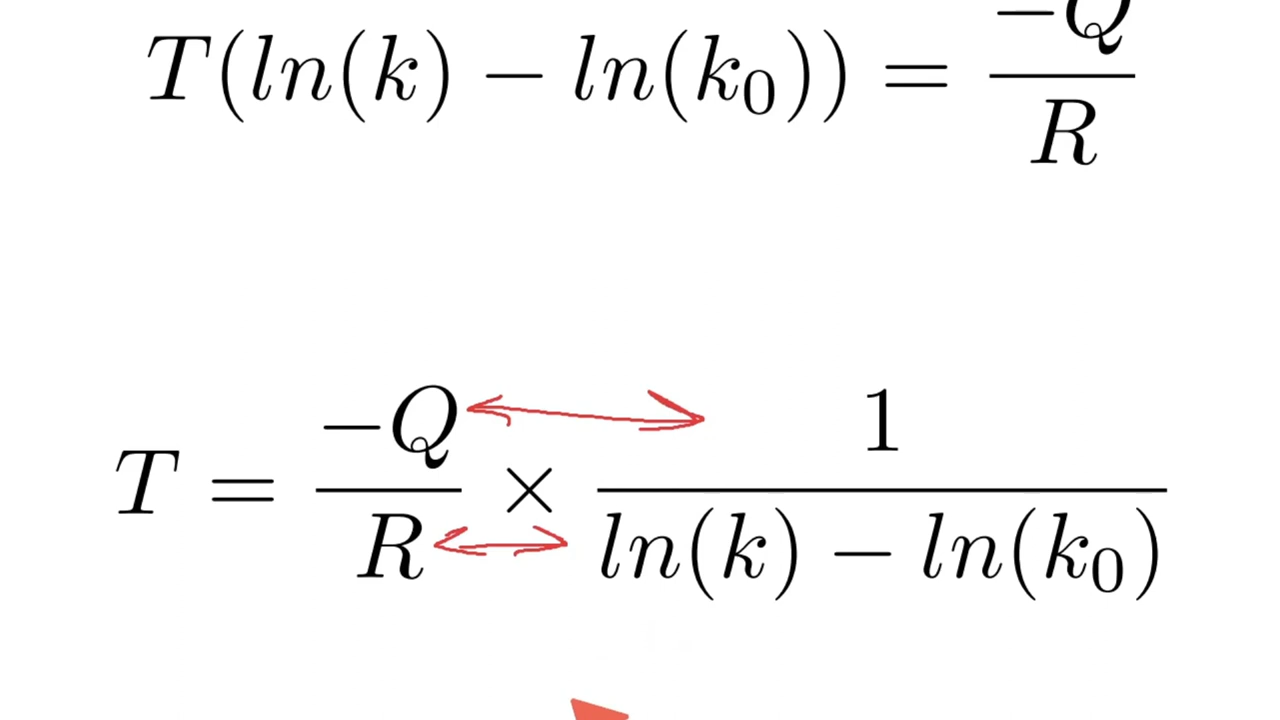 T(ln(k) − ln(k₀)) = −Q/R
T = −Q/R × 1/(ln(k) − ln(k₀))